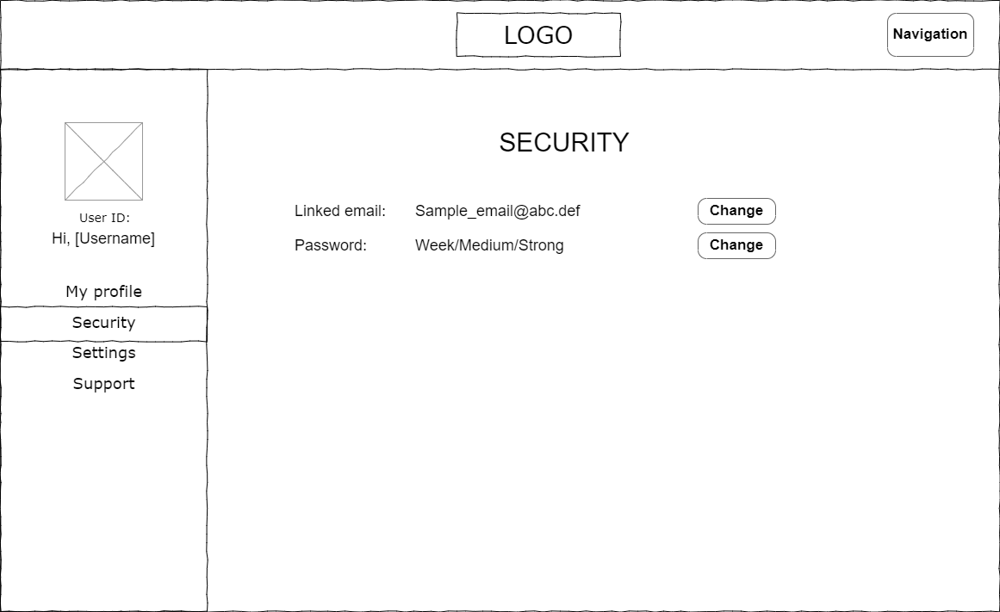 LOGO
Navigation
SECURITY
User ID:
Hi, [Username]
My profile
Security
Settings
Support
Linked email: Sample_email@abc.def Change
Password: Week/Medium/Strong Change